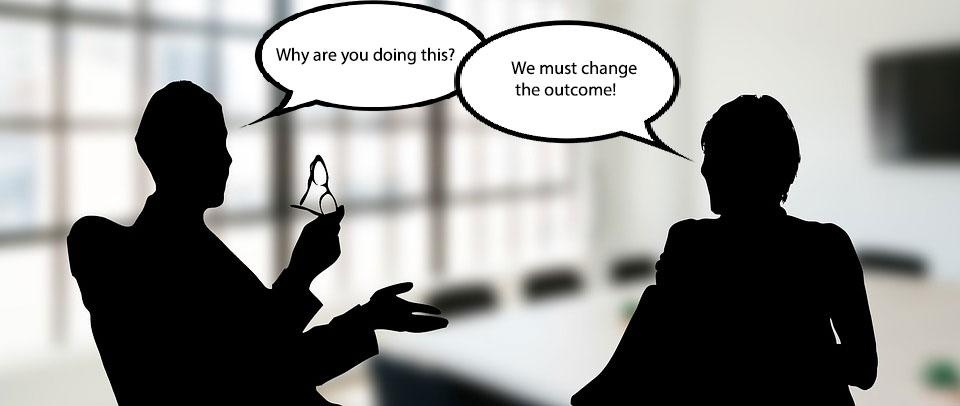 Why are you doing this?
We must change
the outcome!